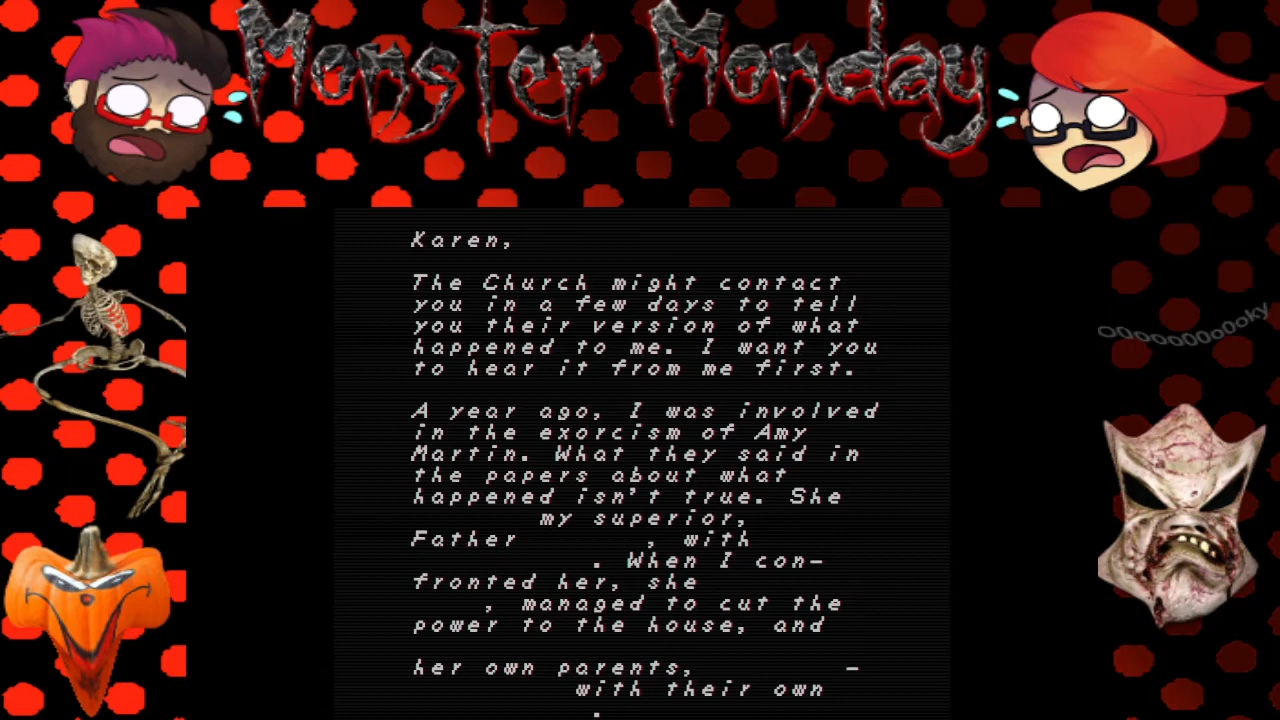 Monster Monday
Karen,
The Church might contact
you in a few days to tell
you their version of what
happened to me. I want you
to hear it from me first.
A year ago, I was involved
in the exorcism of Amy
Martin. What they said in
the papers about what
happened isn't true. She
my superior,
Father , with
. When I con-
fronted her, she
, managed to cut the
power to the house, and
her own parents, -
with their own
.
oOooooOOoOooky